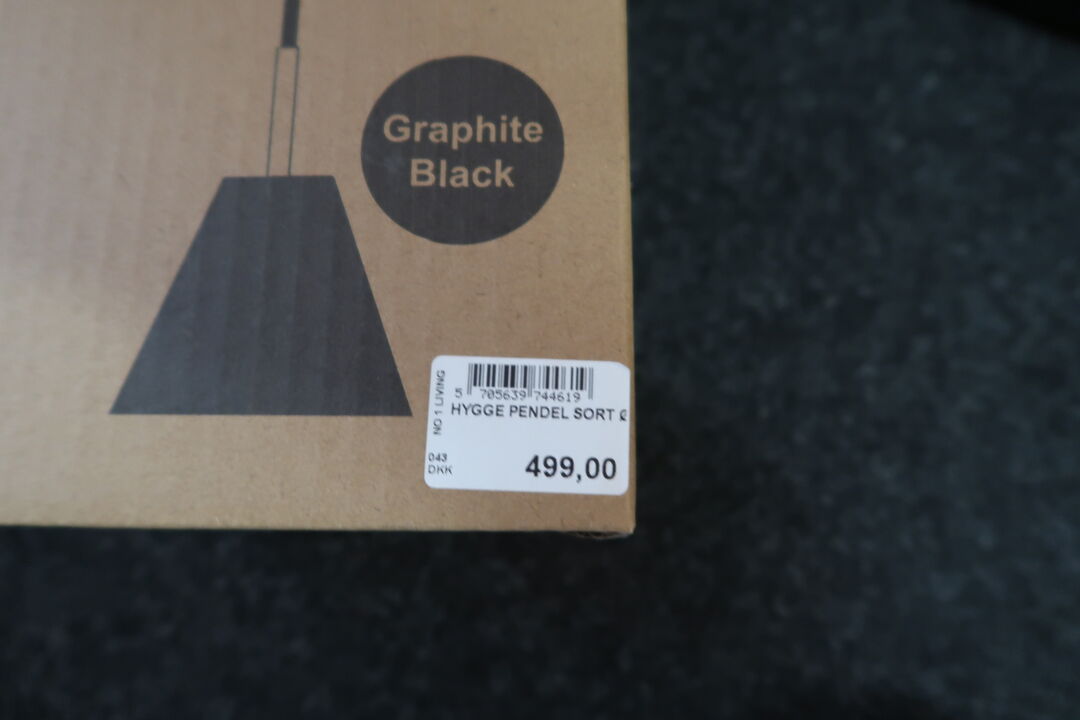 Graphite
Black
NO 1 LIVING
5 705639 744619
HYGGE PENDEL SORT
043
DKK
499,00